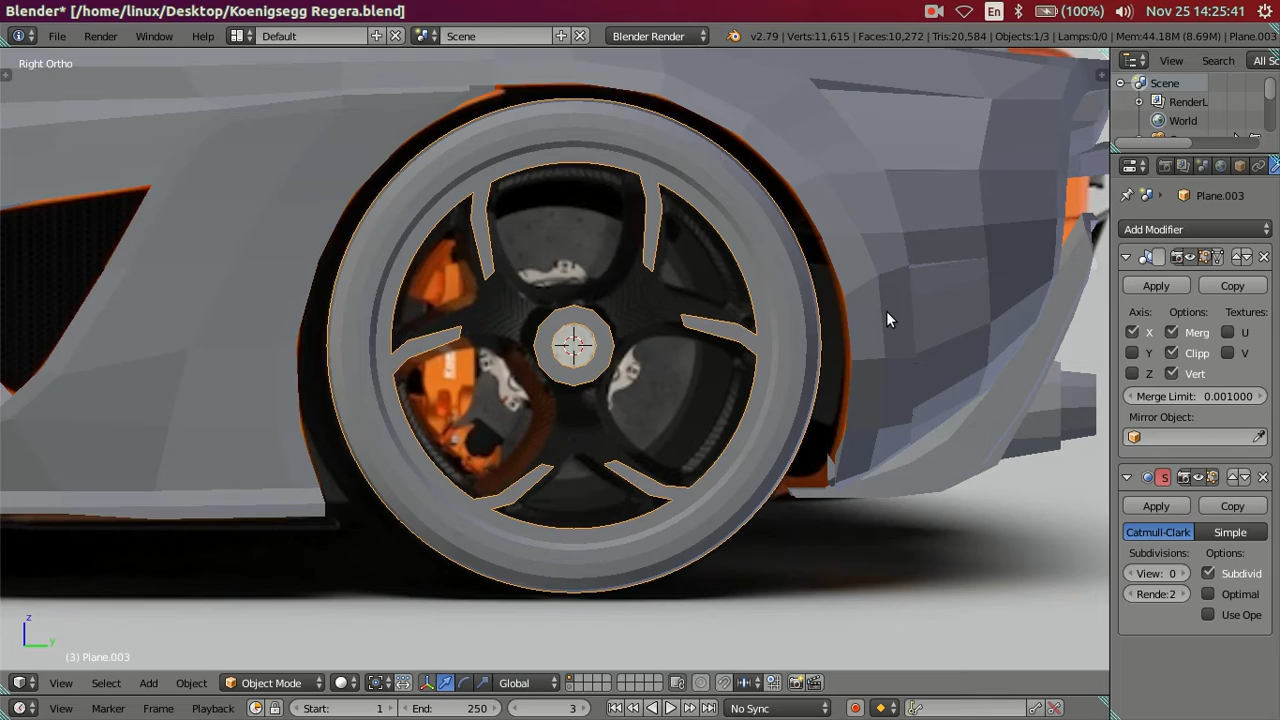 Blender* [/home/linux/Desktop/Koenigsegg Regera.blend]
En
(100%)
Nov 25 14:25:41
File Render Window Help Default Scene Blender Render v2.79 | Verts:11,615 | Faces:10,272 | Tris:20,584 | Objects:1/3 | Lamps:0/0 | Mem:44.18M (8.69M) | Plane.003
Right Ortho
View Search All Sc
Scene
RenderL
World
Plane.003
Add Modifier
Apply Copy
Axis: Options: Textures:
X Merg U
Y Clipp V
Z Vert
Merge Limit: 0.001000
Mirror Object:
S
Apply Copy
Catmull-Clark Simple
Subdivisions: Options:
View: 0 Subdivid
Rende:2 Optimal
Use Ope
z
y
(3) Plane.003
View Select Add Object Object Mode Global
View Marker Frame Playback Start: 1 End: 250 3 No Sync